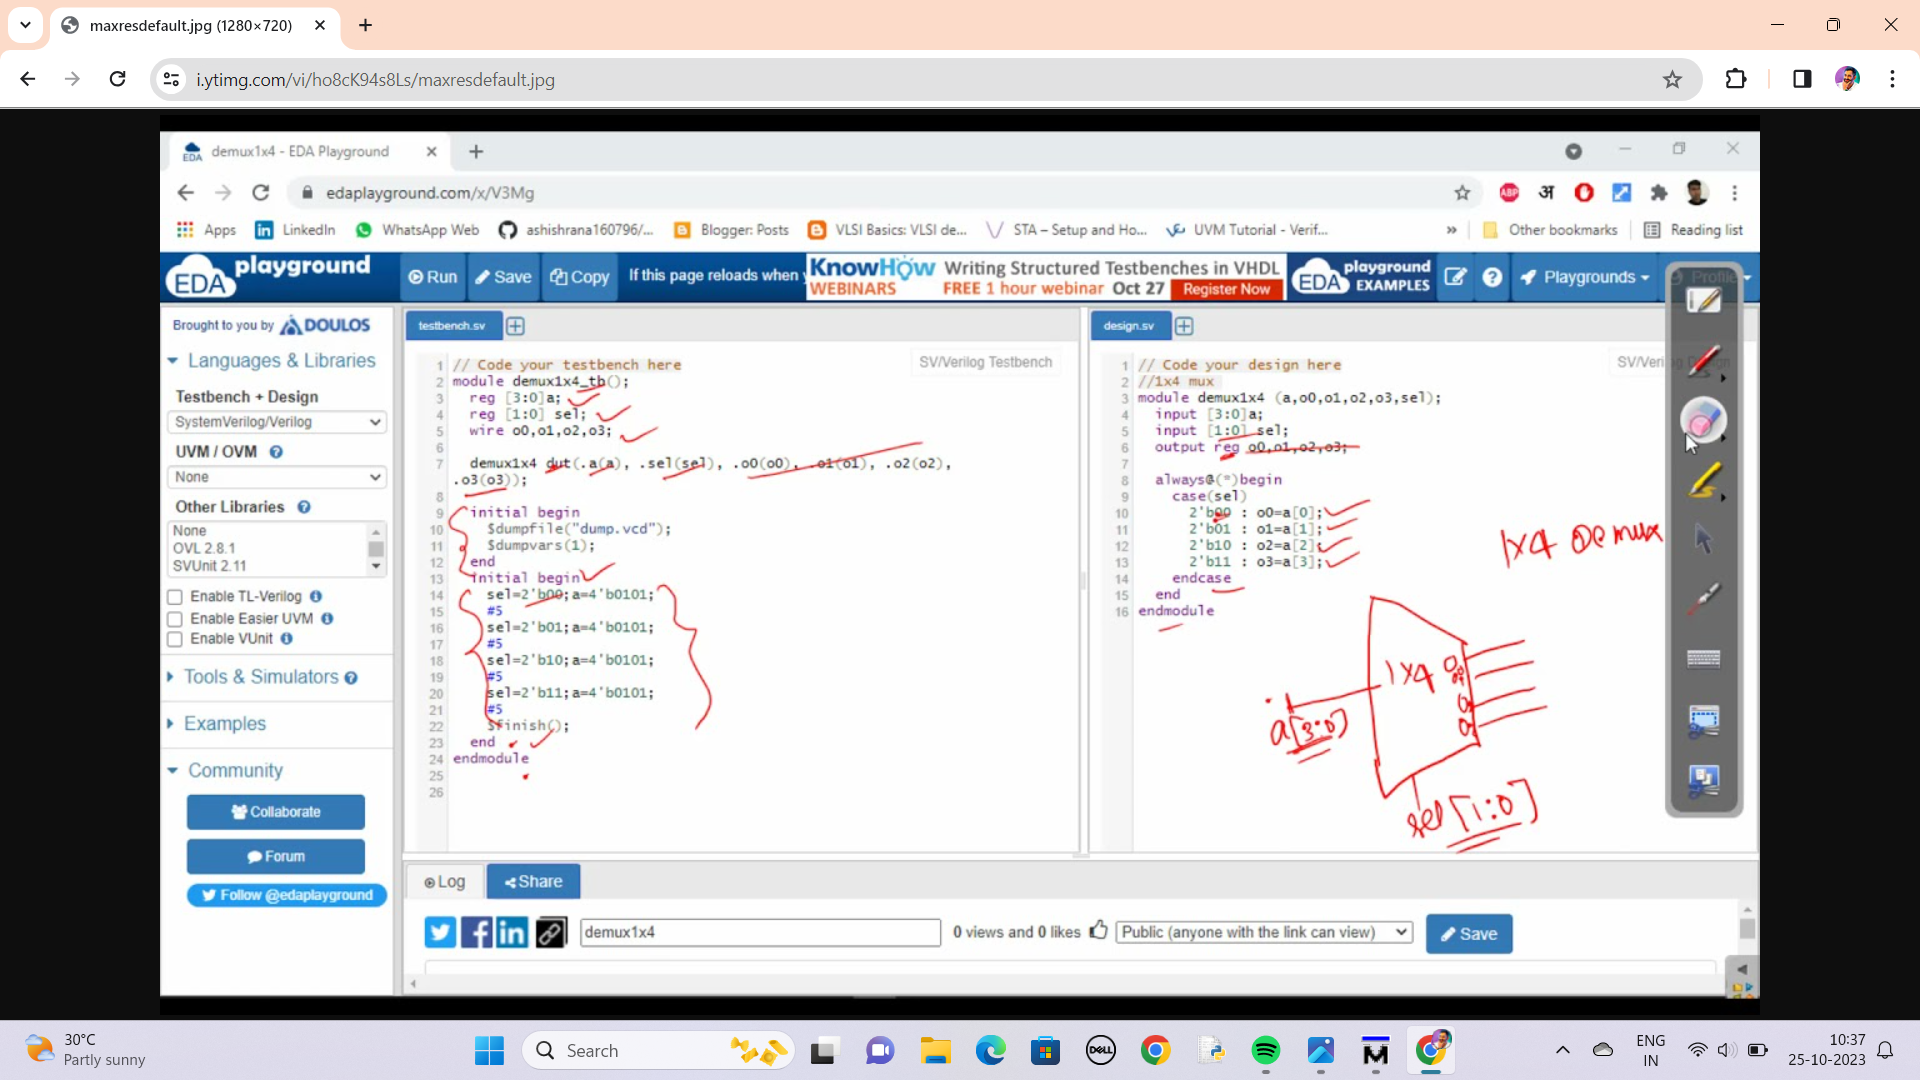 maxresdefault.jpg (1280×720)
i.ytimg.com/vi/ho8cK94s8Ls/maxresdefault.jpg
EDA
demux1x4 - EDA Playground
edaplayground.com/x/V3Mg
ABP
अ
Apps
LinkedIn
WhatsApp Web
ashishrana160796/...
Blogger: Posts
VLSI Basics: VLSI de...
STA – Setup and Ho...
UVM Tutorial - Verif...
»
Other bookmarks
Reading list
EDA playground
Run
Save
Copy
If this page reloads when y
KnowHow WEBINARS
Writing Structured Testbenches in VHDL
FREE 1 hour webinar Oct 27 Register Now
EDA playground EXAMPLES
Playgrounds
Profile
Brought to you by DOULOS
Languages & Libraries
Testbench + Design
SystemVerilog/Verilog
UVM / OVM
None
Other Libraries
None
OVL 2.8.1
SVUnit 2.11
Enable TL-Verilog
Enable Easier UVM
Enable VUnit
Tools & Simulators
Examples
Community
Collaborate
Forum
Follow @edaplayground
testbench.sv
SV/Verilog Testbench
1 // Code your testbench here
2 module demux1x4_tb();
3 reg [3:0]a;
4 reg [1:0] sel;
5 wire o0,o1,o2,o3;
6
7 demux1x4 dut(.a(a), .sel(sel), .o0(o0), .o1(o1), .o2(o2),
.o3(o3));
8
9 initial begin
10 $dumpfile("dump.vcd");
11 $dumpvars(1);
12 end
13 initial begin
14 sel=2'b00;a=4'b0101;
15 #5
16 sel=2'b01;a=4'b0101;
17 #5
18 sel=2'b10;a=4'b0101;
19 #5
20 sel=2'b11;a=4'b0101;
21 #5
22 $finish();
23 end
24 endmodule
25
26
design.sv
SV/Verilog Design
1 // Code your design here
2 //1x4 mux
3 module demux1x4 (a,o0,o1,o2,o3,sel);
4 input [3:0]a;
5 input [1:0] sel;
6 output reg o0,o1,o2,o3;
7
8 always@(*)begin
9 case(sel)
10 2'b00 : o0=a[0];
11 2'b01 : o1=a[1];
12 2'b10 : o2=a[2];
13 2'b11 : o3=a[3];
14 endcase
15 end
16 endmodule
1x4 Demux
1x4
a[3:0]
sel [1:0]
Log
Share
demux1x4
0 views and 0 likes
Public (anyone with the link can view)
Save
30°C
Partly sunny
Search
DELL
ENG
IN
10:37
25-10-2023